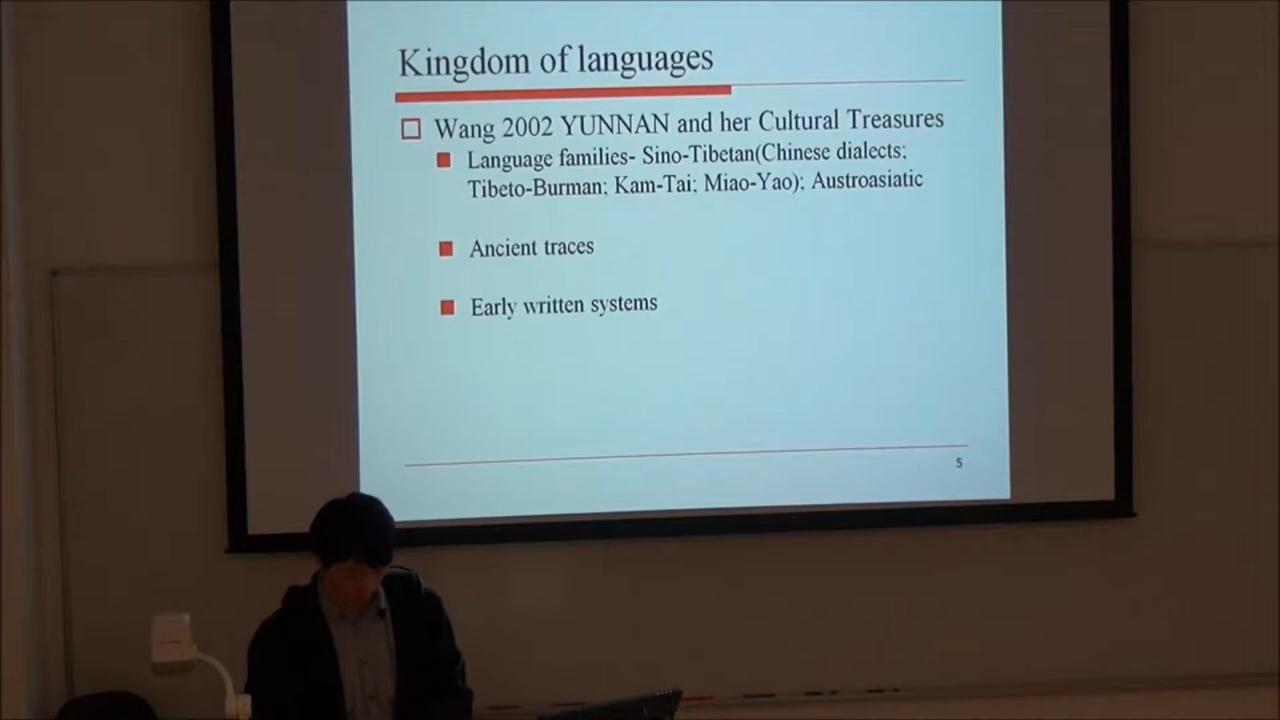 Kingdom of languages
Wang 2002 YUNNAN and her Cultural Treasures
Language families- Sino-Tibetan(Chinese dialects;
Tibeto-Burman; Kam-Tai; Miao-Yao); Austroasiatic
Ancient traces
Early written systems
5